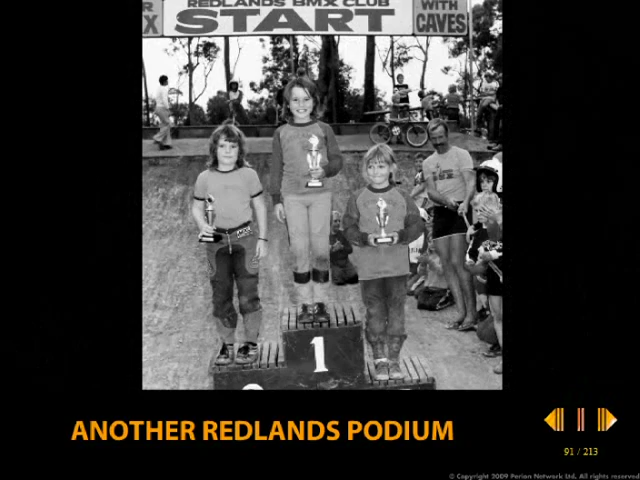 REDLANDS BMX CLUB
START
WITH
CAVES
1
ANOTHER REDLANDS PODIUM
91 / 213
© Copyright 2009 Perian Network Ltd, All rights reserved